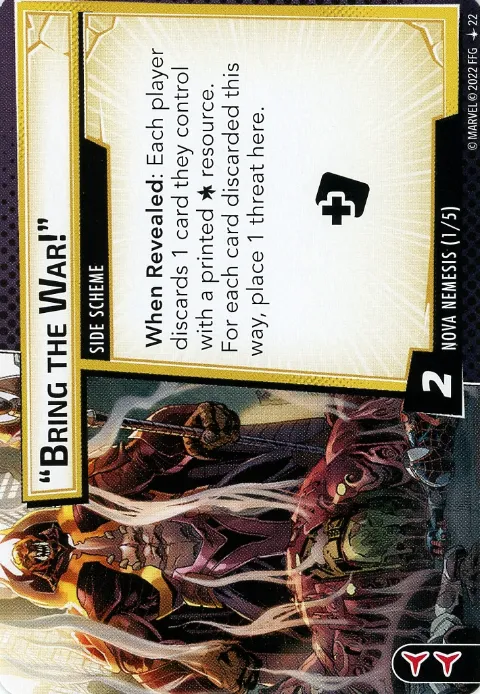 “BRING THE WAR!”
SIDE SCHEME
When Revealed: Each player
discards 1 card they control
with a printed resource.
For each card discarded this
way, place 1 threat here.
2
NOVA NEMESIS (1/5)
© MARVEL © 2022 FFG 22